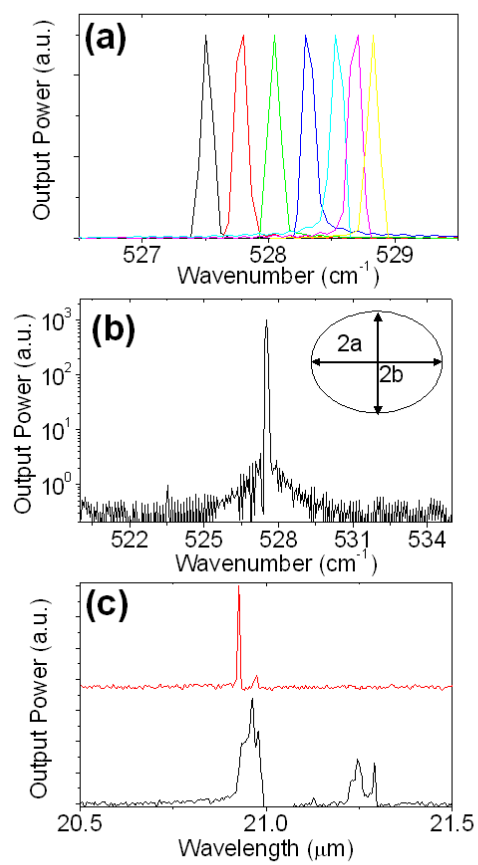 (a)
Output Power (a.u.)
527 528 529
Wavenumber (cm⁻¹)
(b)
Output Power (a.u.)
10³
10²
10¹
10⁰
2a
2b
522 525 528 531 534
Wavenumber (cm⁻¹)
(c)
Output Power (a.u.)
20.5 21.0 21.5
Wavelength (μm)